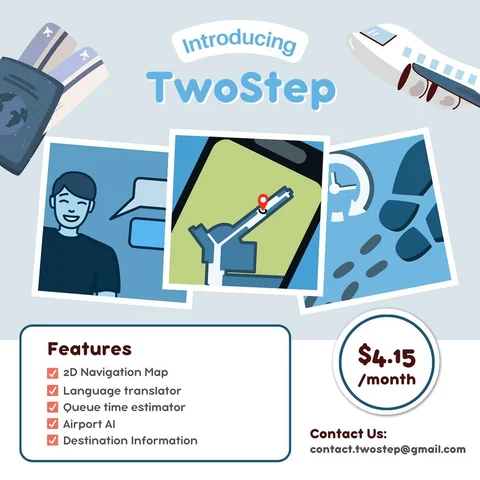 Introducing
TwoStep
Features
2D Navigation Map
Language translator
Queue time estimator
Airport AI
Destination Information
$4.15
/month
Contact Us:
contact.twostep@gmail.com